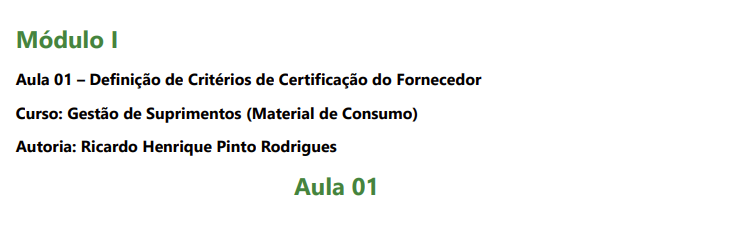 Módulo I
Aula 01 – Definição de Critérios de Certificação do Fornecedor
Curso: Gestão de Suprimentos (Material de Consumo)
Autoria: Ricardo Henrique Pinto Rodrigues
Aula 01